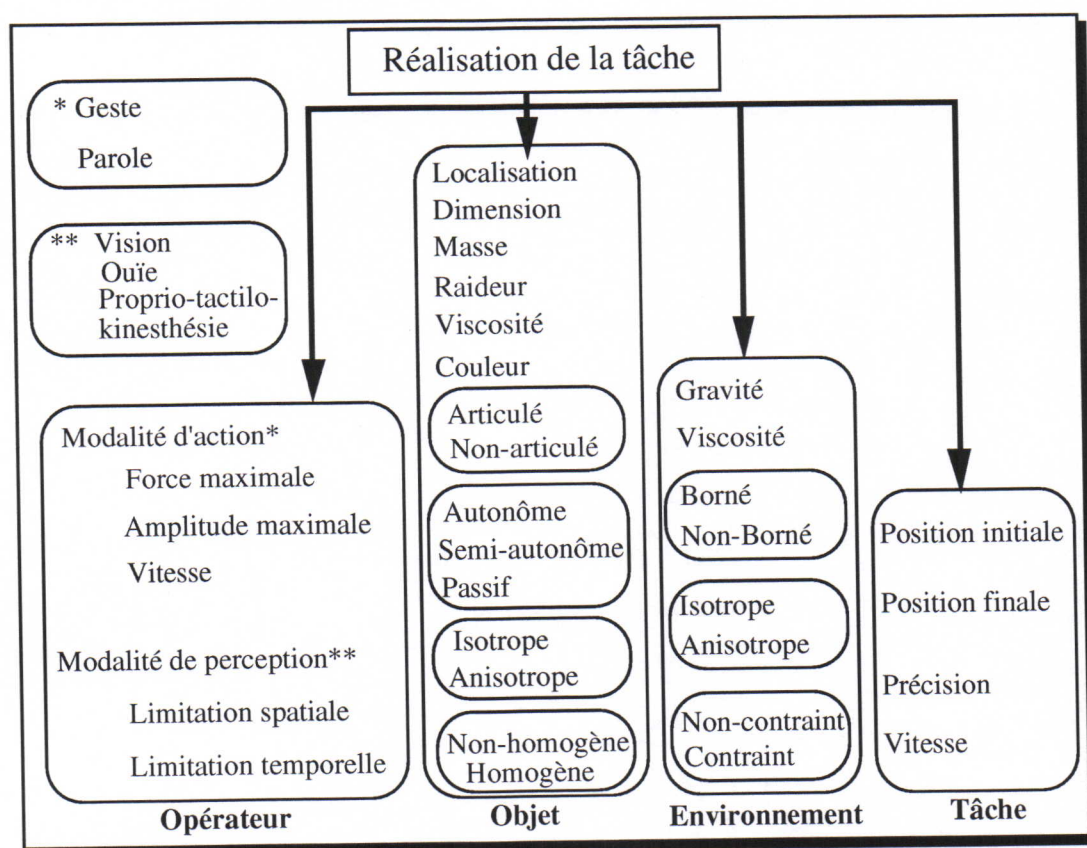 Réalisation de la tâche
* Geste
Parole
** Vision
Ouïe
Proprio-tactilo-
kinesthésie
Modalité d'action*
Force maximale
Amplitude maximale
Vitesse
Modalité de perception**
Limitation spatiale
Limitation temporelle
Opérateur
Localisation
Dimension
Masse
Raideur
Viscosité
Couleur
Articulé
Non-articulé
Autonôme
Semi-autonôme
Passif
Isotrope
Anisotrope
Non-homogène
Homogène
Objet
Gravité
Viscosité
Borné
Non-Borné
Isotrope
Anisotrope
Non-contraint
Contraint
Environnement
Position initiale
Position finale
Précision
Vitesse
Tâche